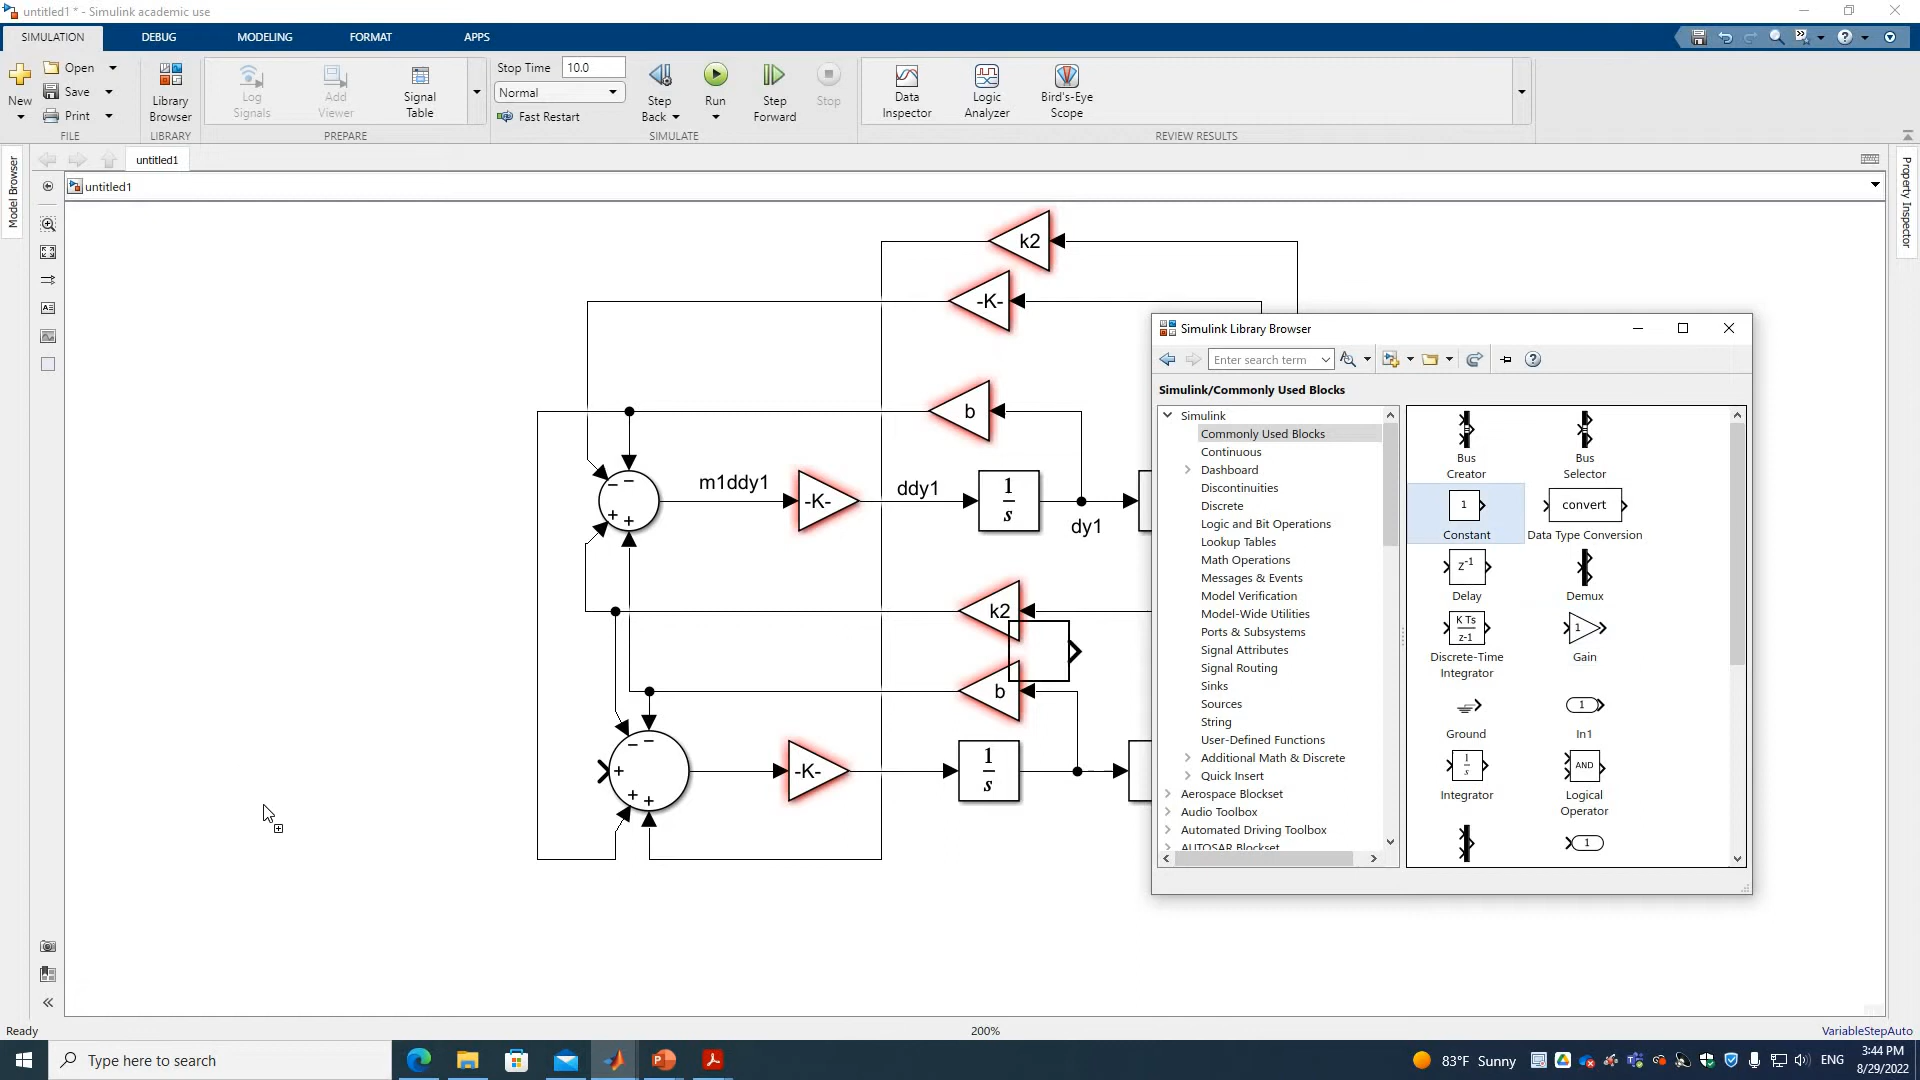 untitled1 * - Simulink academic use
SIMULATION
DEBUG
MODELING
FORMAT
APPS
New
Open
Save
Print
FILE
Library
Browser
LIBRARY
Log
Signals
Add
Viewer
Signal
Table
PREPARE
Stop Time 10.0
Normal
Fast Restart
Step
Back
Run
Step
Forward
Stop
SIMULATE
Data
Inspector
Logic
Analyzer
Bird's-Eye
Scope
REVIEW RESULTS
Model Browser
untitled1
untitled1
Property Inspector
k2
-K-
b
m1ddy1
-K-
ddy1
1
s
dy1
− −
+ +
k2
b
− −
+
+ +
-K-
1
s
Simulink Library Browser
Enter search term
Simulink/Commonly Used Blocks
Simulink
Commonly Used Blocks
Continuous
Dashboard
Discontinuities
Discrete
Logic and Bit Operations
Lookup Tables
Math Operations
Messages & Events
Model Verification
Model-Wide Utilities
Ports & Subsystems
Signal Attributes
Signal Routing
Sinks
Sources
String
User-Defined Functions
Additional Math & Discrete
Quick Insert
Aerospace Blockset
Audio Toolbox
Automated Driving Toolbox
AUTOSAR Blockset
Bus
Creator
Bus
Selector
1
Constant
convert
Data Type Conversion
z-1
Delay
Demux
K Ts
z-1
Discrete-Time
Integrator
1
Gain
Ground
1
In1
1
s
Integrator
AND
Logical
Operator
1
Ready
200%
VariableStepAuto
Type here to search
83°F Sunny
ENG
3:44 PM
8/29/2022